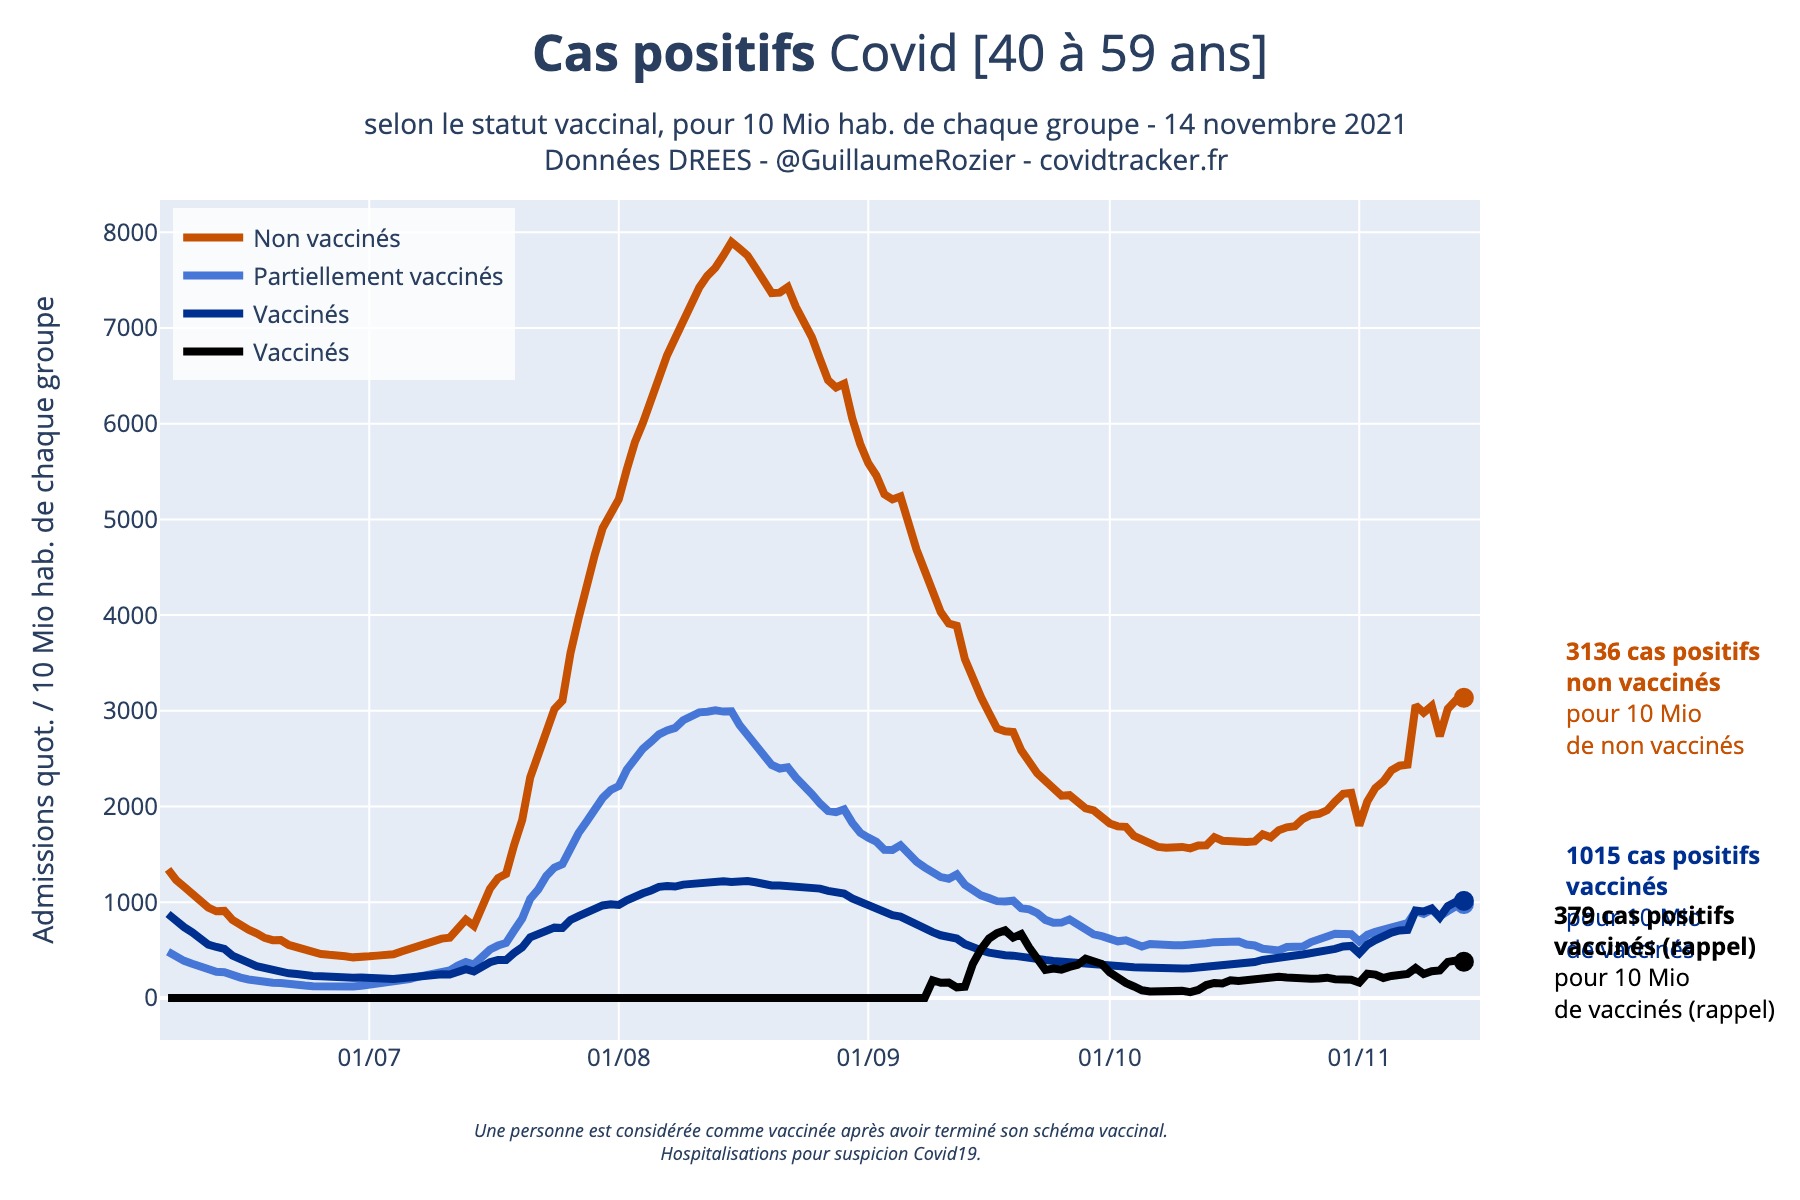 Cas positifs Covid [40 à 59 ans]
selon le statut vaccinal, pour 10 Mio hab. de chaque groupe - 14 novembre 2021
Données DREES - @GuillaumeRozier - covidtracker.fr
Admissions quot. / 10 Mio hab. de chaque groupe
8000
7000
6000
5000
4000
3000
2000
1000
0
Non vaccinés
Partiellement vaccinés
Vaccinés
Vaccinés
01/07
01/08
01/09
01/10
01/11
3136 cas positifs
non vaccinés
pour 10 Mio
de non vaccinés
1015 cas positifs
vaccinés
pour 10 Mio
de vaccinés
379 cas positifs
vaccinés (rappel)
pour 10 Mio
de vaccinés (rappel)
Une personne est considérée comme vaccinée après avoir terminé son schéma vaccinal.
Hospitalisations pour suspicion Covid19.